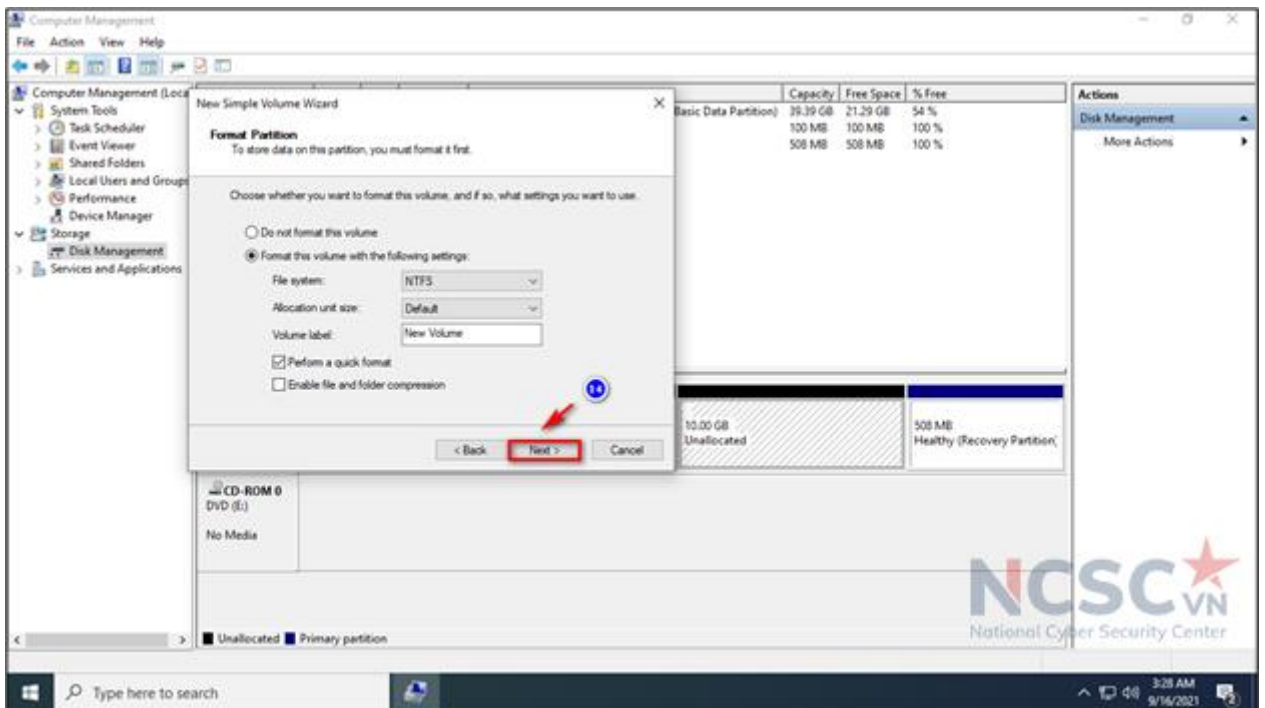 Computer Management
File Action View Help
Computer Management (Loca
System Tools
Task Scheduler
Event Viewer
Shared Folders
Local Users and Groups
Performance
Device Manager
Storage
Disk Management
Services and Applications
New Simple Volume Wizard
Format Partition
To store data on this partition, you must format it first.
Choose whether you want to format this volume, and if so, what settings you want to use.
Do not format this volume
Format this volume with the following settings:
File system: NTFS
Allocation unit size: Default
Volume label: New Volume
Perform a quick format
Enable file and folder compression
14
< Back Next > Cancel
Capacity Free Space % Free
Basic Data Partition) 39.39 GB 21.29 GB 54 %
100 MB 100 MB 100 %
508 MB 508 MB 100 %
Actions
Disk Management
More Actions
10.00 GB
Unallocated
508 MB
Healthy (Recovery Partition)
CD-ROM 0
DVD (E:)
No Media
Unallocated Primary partition
NCSC VN
National Cyber Security Center
Type here to search
3:28 AM
9/16/2021
2